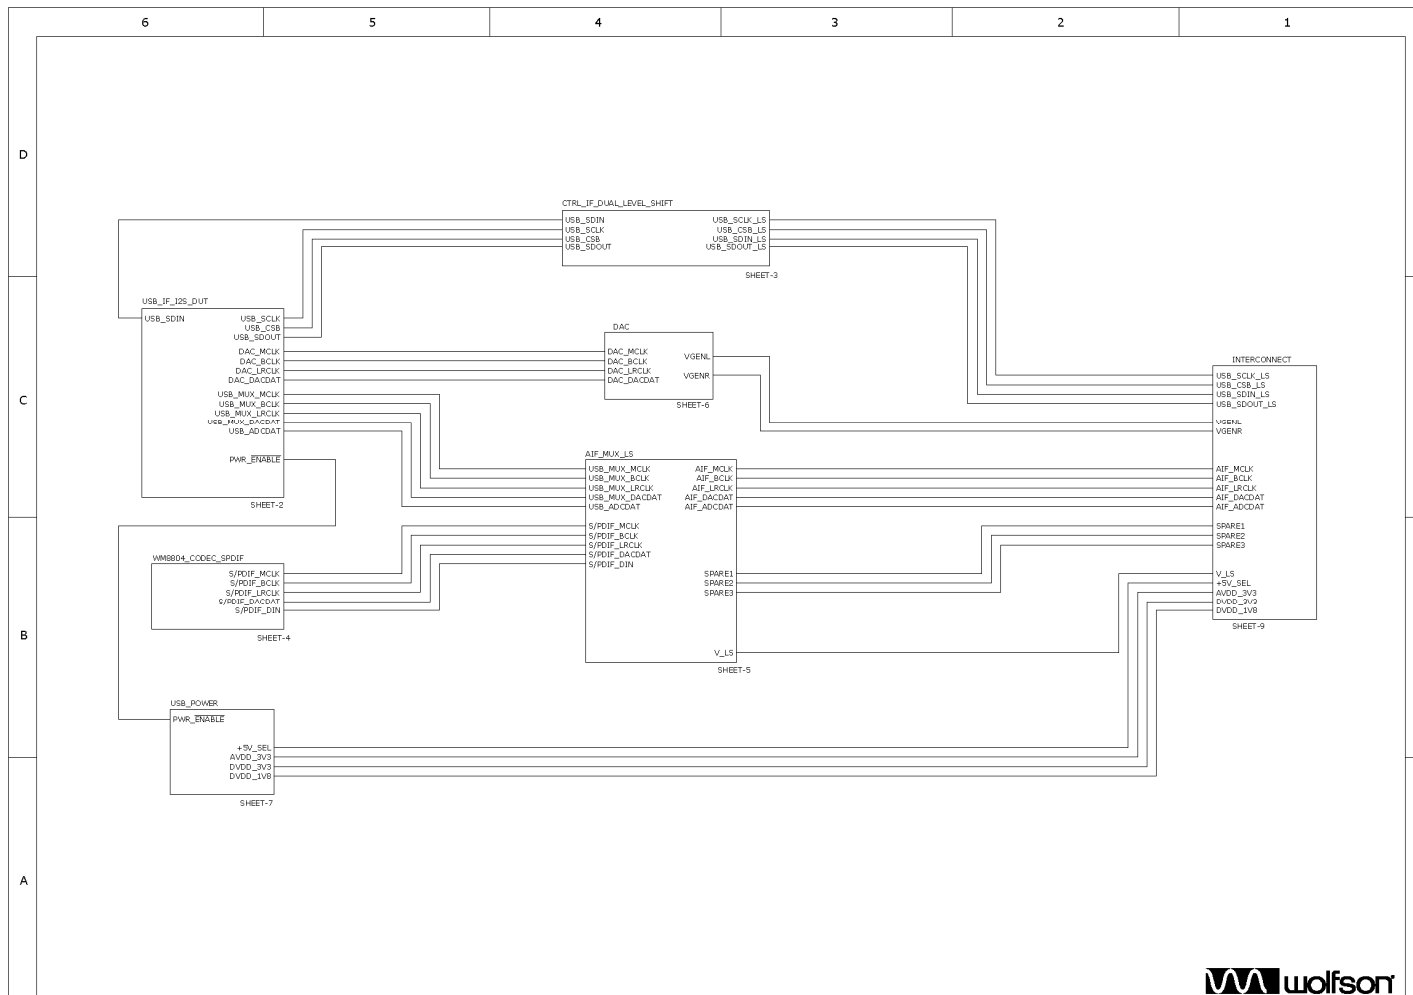 6 5 4 3 2 1
D
C
B
A
CTRL_IF_DUAL_LEVEL_SHIFT
USB_SDIN
USB_SCLK
USB_CSB
USB_SDOUT
USB_SCLK_LS
USB_CSB_LS
USB_SDIN_LS
USB_SDOUT_LS
SHEET-3
USB_IF_I2S_DUT
USB_SDIN
USB_SCLK
USB_CSB
USB_SDOUT
DAC_MCLK
DAC_BCLK
DAC_LRCLK
DAC_DACDAT
USB_MUX_MCLK
USB_MUX_BCLK
USB_MUX_LRCLK
USB_MUX_DACDAT
USB_ADCDAT
PWR_ENABLE
SHEET-2
DAC
DAC_MCLK
DAC_BCLK
DAC_LRCLK
DAC_DACDAT
VGENL
VGENR
SHEET-6
INTERCONNECT
USB_SCLK_LS
USB_CSB_LS
USB_SDIN_LS
USB_SDOUT_LS
VGENL
VGENR
AIF_MCLK
AIF_BCLK
AIF_LRCLK
AIF_DACDAT
AIF_ADCDAT
SPARE1
SPARE2
SPARE3
V_LS
+5V_SEL
AVDD_3V3
DVDD_3V3
DVDD_1V8
SHEET-9
AIF_MUX_LS
USB_MUX_MCLK
USB_MUX_BCLK
USB_MUX_LRCLK
USB_MUX_DACDAT
USB_ADCDAT
S/PDIF_MCLK
S/PDIF_BCLK
S/PDIF_LRCLK
S/PDIF_DACDAT
S/PDIF_DIN
AIF_MCLK
AIF_BCLK
AIF_LRCLK
AIF_DACDAT
AIF_ADCDAT
SPARE1
SPARE2
SPARE3
V_LS
SHEET-5
WM8804_CODEC_SPDIF
S/PDIF_MCLK
S/PDIF_BCLK
S/PDIF_LRCLK
S/PDIF_DACDAT
S/PDIF_DIN
SHEET-4
USB_POWER
PWR_ENABLE
+5V_SEL
AVDD_3V3
DVDD_3V3
DVDD_1V8
SHEET-7
wolfson